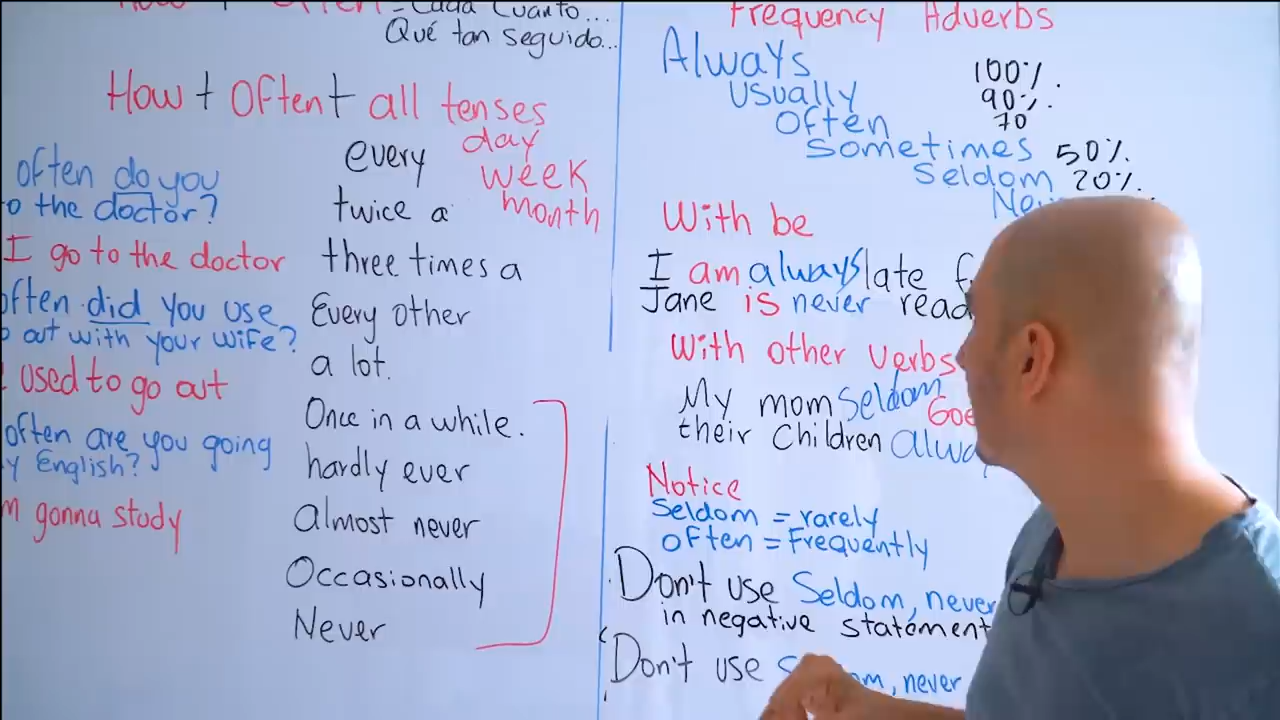 How + Often = Cada Cuanto...
Qué tan seguido...
How + Often + all tenses
often do you
to the doctor?
I go to the doctor
often did you use
out with your wife?
used to go out
often are you going
English?
gonna study
every day
week
month
twice a
three times a
Every other
a lot.
Once in a while.
hardly ever
almost never
Occasionally
Never
Frequency Adverbs
Always 100%.
Usually 90%.
Often 70
Sometimes 50%.
Seldom 20%.
With be
I am always late
Jane is never
With other verbs
My mom Seldom
their Children
Notice
Seldom = rarely
Often = Frequently
Don't use Seldom, never
in negative statement
Don't use never